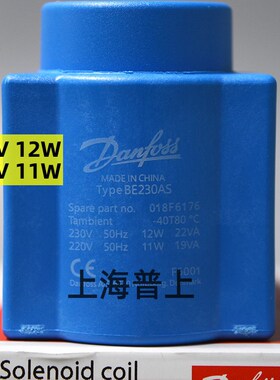 V 12W
V 11W
Danfoss
MADE IN CHINA
Type BE230AS
Spare part no. 018F6176
Tambient -40T80 °C
230V 50Hz 12W 22VA
220V 50Hz 11W 19VA
CE
上海普上
Solenoid coil